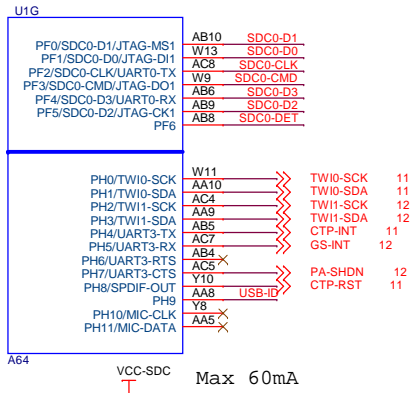 U1G
PF0/SDC0-D1/JTAG-MS1 AB10 SDC0-D1
PF1/SDC0-D0/JTAG-DI1 W13 SDC0-D0
PF2/SDC0-CLK/UART0-TX AC8 SDC0-CLK
PF3/SDC0-CMD/JTAG-DO1 W9 SDC0-CMD
PF4/SDC0-D3/UART0-RX AB6 SDC0-D3
PF5/SDC0-D2/JTAG-CK1 AB9 SDC0-D2
PF6 AB8 SDC0-DET
PH0/TWI0-SCK W11 TWI0-SCK 11
PH1/TWI0-SDA AA10 TWI0-SDA 11
PH2/TWI1-SCK AC4 TWI1-SCK 12
PH3/TWI1-SDA AA9 TWI1-SDA 12
PH4/UART3-TX AB5 CTP-INT 11
PH5/UART3-RX AC7 GS-INT 12
PH6/UART3-RTS AB4
PH7/UART3-CTS AC5 PA-SHDN 12
PH8/SPDIF-OUT Y10 CTP-RST 11
PH9 AA8 USB-ID
PH10/MIC-CLK Y8
PH11/MIC-DATA AA5
A64
VCC-SDC Max 60mA